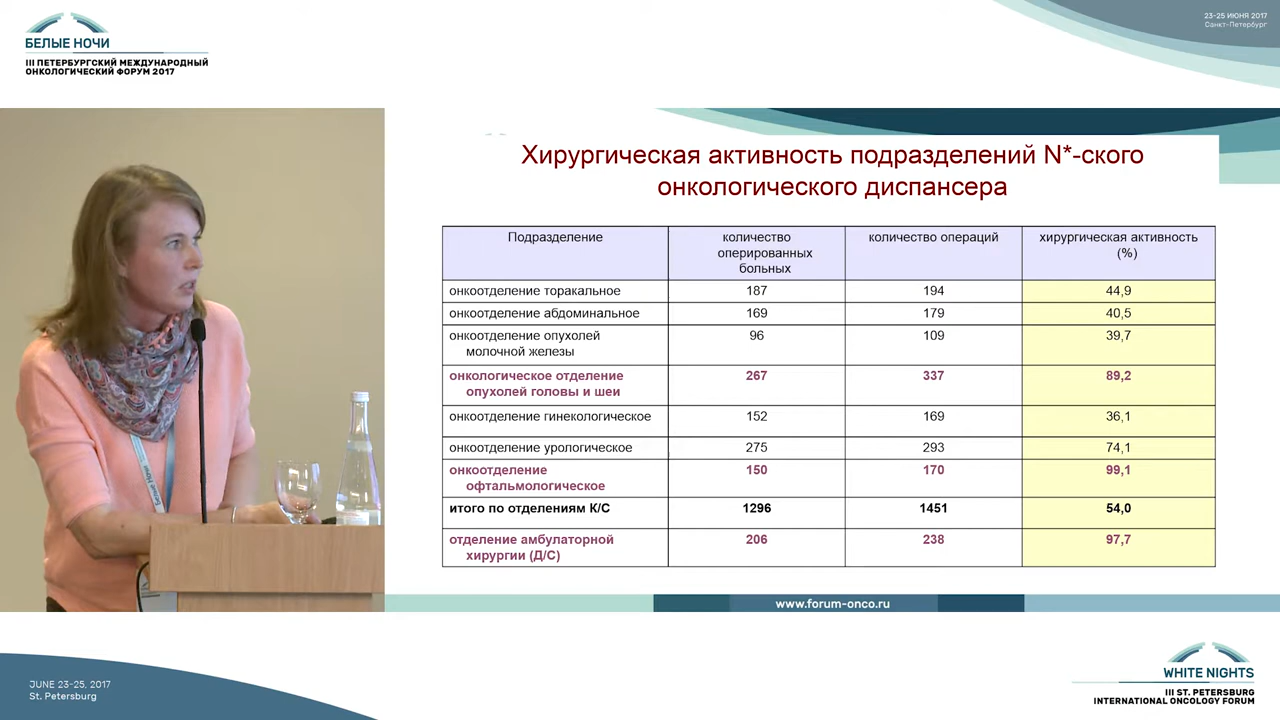 БЕЛЫЕ НОЧИ
III ПЕТЕРБУРГСКИЙ МЕЖДУНАРОДНЫЙ
ОНКОЛОГИЧЕСКИЙ ФОРУМ 2017
23-25 ИЮНЯ 2017
Санкт-Петербург
Хирургическая активность подразделений N*-ского
онкологического диспансера
Подразделение
количество
оперированных
больных
количество операций
хирургическая активность
(%)
онкоотделение торакальное 187 194 44,9
онкоотделение абдоминальное 169 179 40,5
онкоотделение опухолей 96 109 39,7
молочной железы
онкологическое отделение 267 337 89,2
опухолей головы и шеи
онкоотделение гинекологическое 152 169 36,1
онкоотделение урологическое 275 293 74,1
онкоотделение 150 170 99,1
офтальмологическое
итого по отделениям К/С 1296 1451 54,0
отделение амбулаторной 206 238 97,7
хирургии (Д/С)
Белые Ночи
www.forum-onco.ru
JUNE 23-25, 2017
St. Petersburg
WHITE NIGHTS
III ST. PETERSBURG
INTERNATIONAL ONCOLOGY FORUM